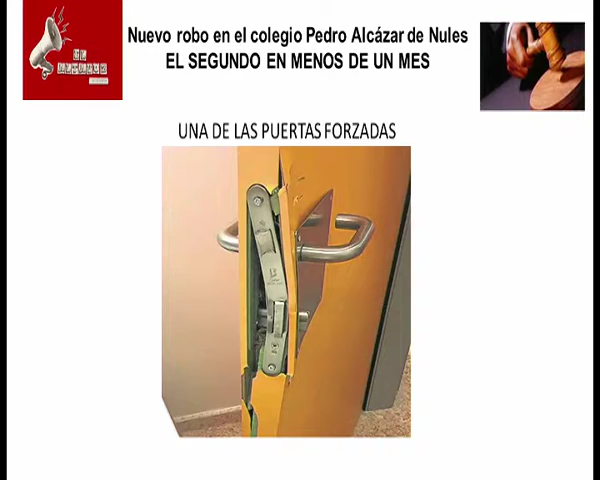 Nuevo robo en el colegio Pedro Alcázar de Nules
EL SEGUNDO EN MENOS DE UN MES
UNA DE LAS PUERTAS FORZADAS